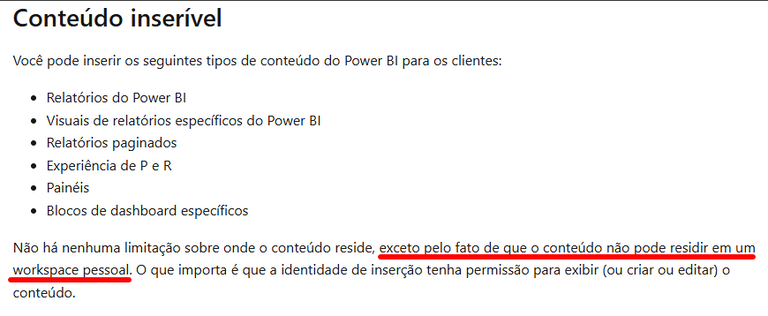 Conteúdo inserível
Você pode inserir os seguintes tipos de conteúdo do Power BI para os clientes:
• Relatórios do Power BI
• Visuais de relatórios específicos do Power BI
• Relatórios paginados
• Experiência de P e R
• Painéis
• Blocos de dashboard específicos
Não há nenhuma limitação sobre onde o conteúdo reside, exceto pelo fato de que o conteúdo não pode residir em um
workspace pessoal. O que importa é que a identidade de inserção tenha permissão para exibir (ou criar ou editar) o
conteúdo.